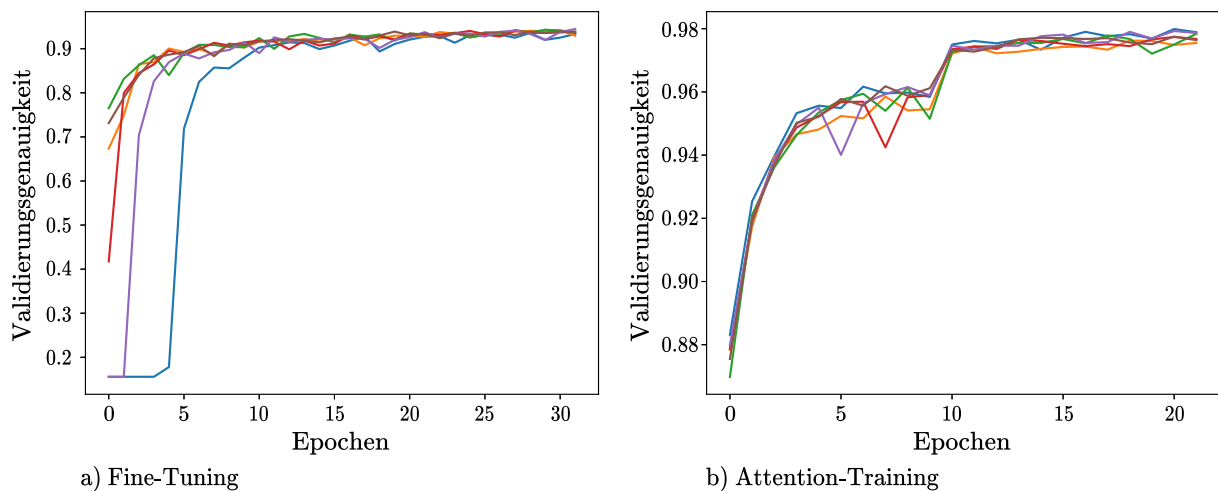 0.9
0.8
0.7
0.6
0.5
0.4
0.3
0.2
Validierungsgenauigkeit
0 5 10 15 20 25 30
Epochen
a) Fine-Tuning
0.98
0.96
0.94
0.92
0.90
0.88
Validierungsgenauigkeit
0 5 10 15 20
Epochen
b) Attention-Training